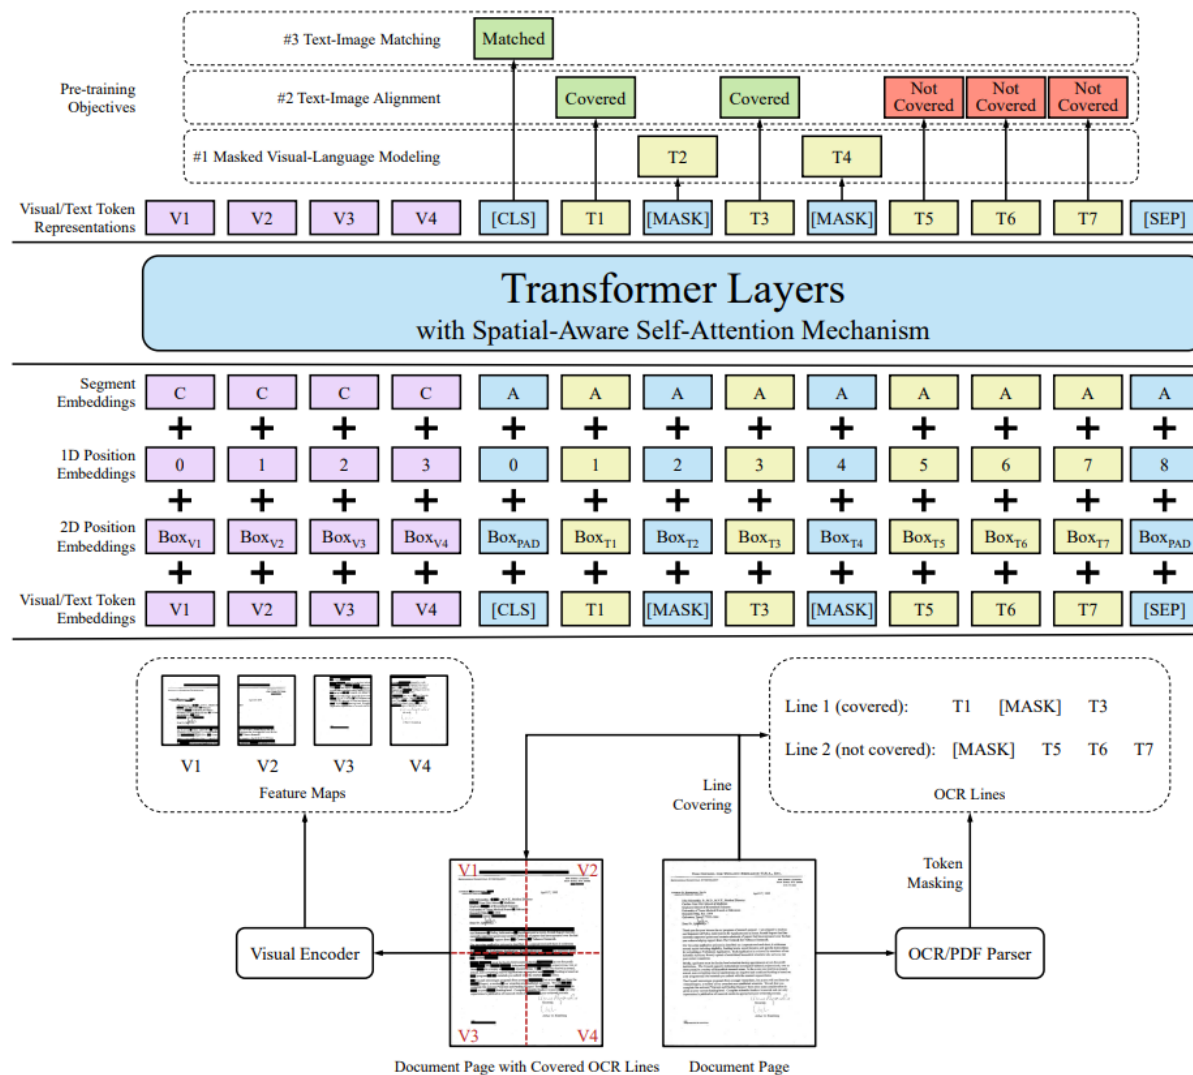 #3 Text-Image Matching Matched
Pre-training Objectives
#2 Text-Image Alignment Covered Covered Not Covered Not Covered Not Covered
#1 Masked Visual-Language Modeling T2 T4
Visual/Text Token Representations V1 V2 V3 V4 [CLS] T1 [MASK] T3 [MASK] T5 T6 T7 [SEP]
Transformer Layers
with Spatial-Aware Self-Attention Mechanism
Segment Embeddings C C C C A A A A A A A A A
+ + + + + + + + + + + + +
1D Position Embeddings 0 1 2 3 0 1 2 3 4 5 6 7 8
+ + + + + + + + + + + + +
2D Position Embeddings BoxV1 BoxV2 BoxV3 BoxV4 BoxPAD BoxT1 BoxT2 BoxT3 BoxT4 BoxT5 BoxT6 BoxT7 BoxPAD
+ + + + + + + + + + + + +
Visual/Text Token Embeddings V1 V2 V3 V4 [CLS] T1 [MASK] T3 [MASK] T5 T6 T7 [SEP]
V1 V2 V3 V4
Feature Maps
Line 1 (covered): T1 [MASK] T3
Line 2 (not covered): [MASK] T5 T6 T7
OCR Lines
Line Covering
Token Masking
V1 V2
V3 V4
Visual Encoder
OCR/PDF Parser
Document Page with Covered OCR Lines
Document Page